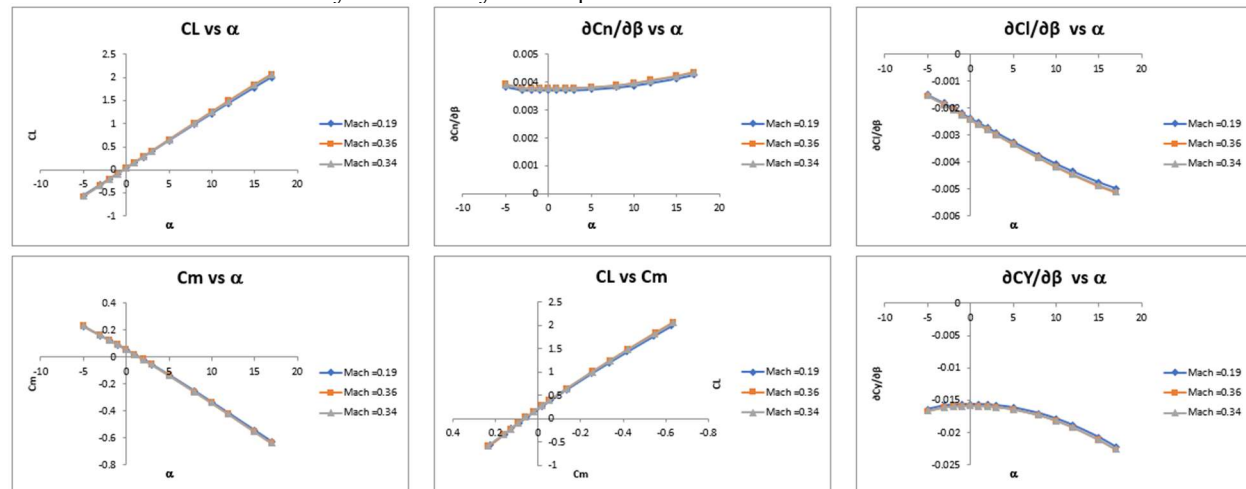 CL vs α
2.5
2
1.5
1
0.5
0
-0.5
-1
-10
-5
0
5
10
15
20
CL
α
Mach =0.19
Mach =0.36
Mach =0.34
∂Cn/∂β vs α
0.005
0.004
0.003
0.002
0.001
0
-10
-5
0
5
10
15
20
∂Cn/∂β
α
Mach =0.19
Mach =0.36
Mach =0.34
∂Cl/∂β vs α
0
-0.001
-0.002
-0.003
-0.004
-0.005
-0.006
-10
-5
0
5
10
15
20
∂Cl/∂β
α
Mach =0.19
Mach =0.36
Mach =0.34
Cm vs α
0.4
0.2
0
-0.2
-0.4
-0.6
-0.8
-10
-5
0
5
10
15
20
Cm
α
Mach =0.19
Mach =0.36
Mach =0.34
CL vs Cm
2.5
2
1.5
1
0.5
0
-0.5
-1
0.4
0.2
0
-0.2
-0.4
-0.6
-0.8
CL
Cm
Mach =0.19
Mach =0.36
Mach =0.34
∂CY/∂β vs α
0
-0.005
-0.01
-0.015
-0.02
-0.025
-10
-5
0
5
10
15
20
∂Cy/∂β
α
Mach =0.19
Mach =0.36
Mach =0.34